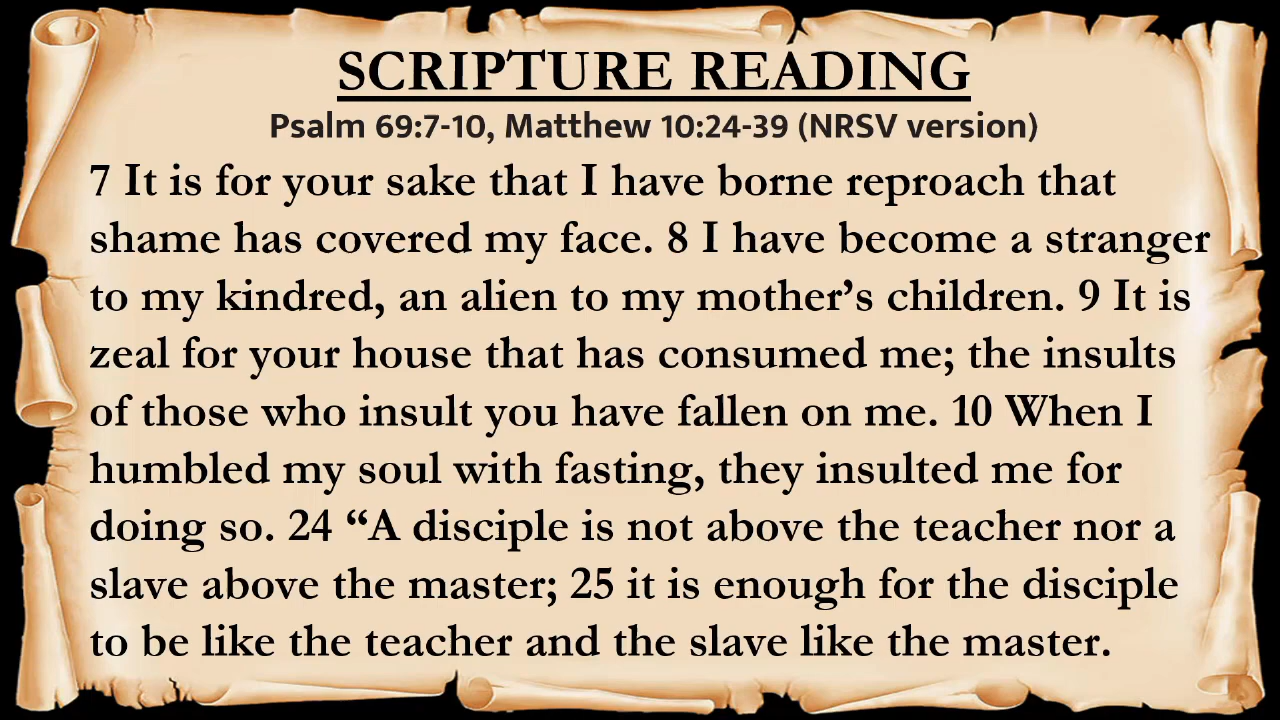 SCRIPTURE READING
Psalm 69:7-10, Matthew 10:24-39 (NRSV version)
7 It is for your sake that I have borne reproach that
shame has covered my face. 8 I have become a stranger
to my kindred, an alien to my mother’s children. 9 It is
zeal for your house that has consumed me; the insults
of those who insult you have fallen on me. 10 When I
humbled my soul with fasting, they insulted me for
doing so. 24 “A disciple is not above the teacher nor a
slave above the master; 25 it is enough for the disciple
to be like the teacher and the slave like the master.